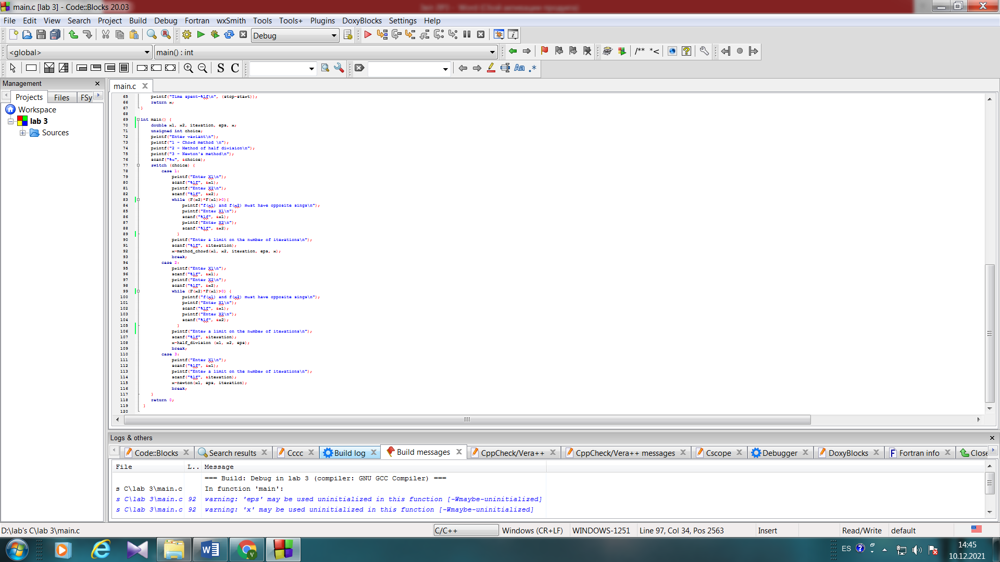 main.c [lab 3] - Code::Blocks 20.03
File Edit View Search Project Build Debug Fortran wxSmith Tools Tools+ Plugins DoxyBlocks Settings Help
Debug
<global> main() : int /** *<
S C Aa .*
Management
main.c
Projects Files FSy
Workspace
lab 3
Sources
65 printf("Time spent-%lf\n", (stop-start));
66 return x;
67 }
68
69 int main() {
70 double x1, x2, iteration, eps, x;
71 unsigned int choice;
72 printf("Enter variant\n");
73 printf("1 - Chord method \n");
74 printf("2 - Method of half division\n");
75 printf("3 - Newton's method\n");
76 scanf("%u", &choice);
77 switch (choice) {
78 case 1:
79 printf("Enter X1\n");
80 scanf("%lf", &x1);
81 printf("Enter X2\n");
82 scanf("%lf", &x2);
83 while (F(x2)*F(x1)>0){
84 printf("f(x1) and f(x2) must have opposite sings\n");
85 printf("Enter X1\n");
86 scanf("%lf", &x1);
87 printf("Enter X2\n");
88 scanf("%lf", &x2);
89 }
90 printf("Enter a limit on the number of iterations\n");
91 scanf("%lf", &iteration);
92 x=method_chord(x1, x2, iteration, eps, x);
93 break;
94 case 2:
95 printf("Enter X1\n");
96 scanf("%lf", &x1);
97 printf("Enter X2\n");
98 scanf("%lf", &x2);
99 while (F(x2)*F(x1)>0) {
100 printf("f(x1) and f(x2) must have opposite sings\n");
101 printf("Enter X1\n");
102 scanf("%lf", &x1);
103 printf("Enter X2\n");
104 scanf("%lf", &x2);
105 }
106 printf("Enter a limit on the number of iterations\n");
107 scanf("%lf", &iteration);
108 x=half_division (x1, x2, eps);
109 break;
110 case 3:
111 printf("Enter X1\n");
112 scanf("%lf", &x1);
113 printf("Enter a limit on the number of iterations\n");
114 scanf("%lf", &iteration);
115 x=newton(x1, eps, iteration);
116 break;
117 }
118 return 0;
119 }
120
Logs & others
Code::Blocks Search results Cccc Build log Build messages CppCheck/Vera++ CppCheck/Vera++ messages Cscope Debugger DoxyBlocks Fortran info Close
File L.. Message
=== Build: Debug in lab 3 (compiler: GNU GCC Compiler) ===
s C\lab 3\main.c In function 'main':
s C\lab 3\main.c 92 warning: 'eps' may be used uninitialized in this function [-Wmaybe-uninitialized]
s C\lab 3\main.c 92 warning: 'x' may be used uninitialized in this function [-Wmaybe-uninitialized]
D:\lab's C\lab 3\main.c C/C++ Windows (CR+LF) WINDOWS-1251 Line 97, Col 34, Pos 2563 Insert Read/Write default
ES 14:45
10.12.2021